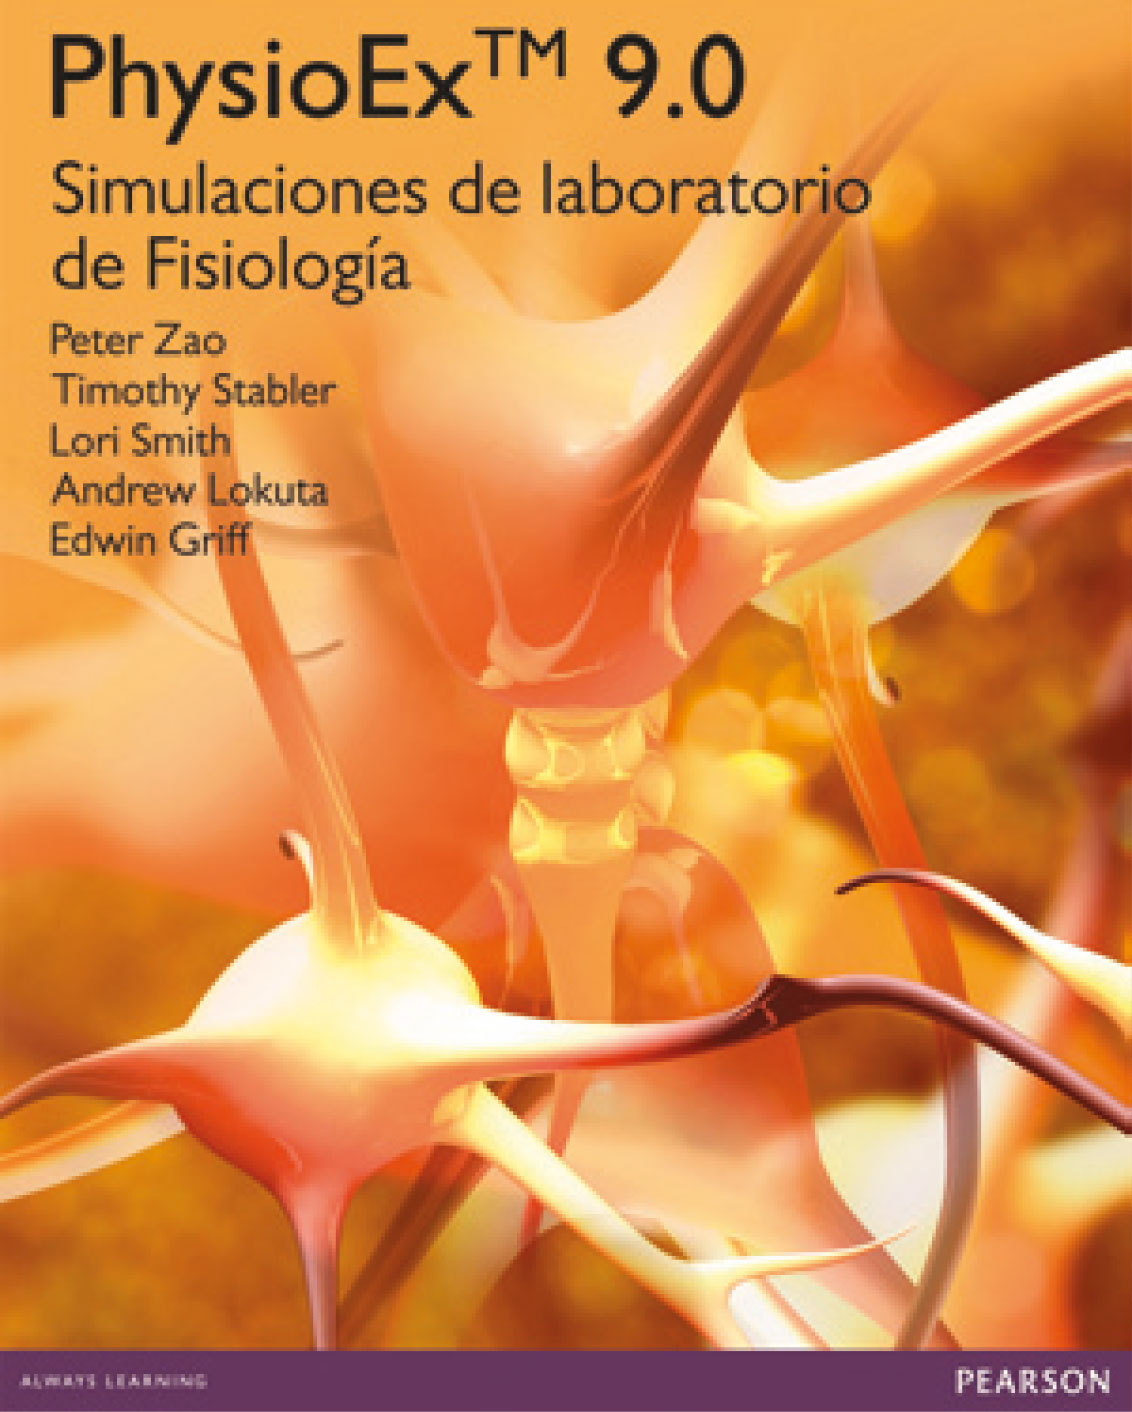 PhysioEx™ 9.0
Simulaciones de laboratorio
de Fisiología
Peter Zao
Timothy Stabler
Lori Smith
Andrew Lokuta
Edwin Griff
ALWAYS LEARNING
PEARSON